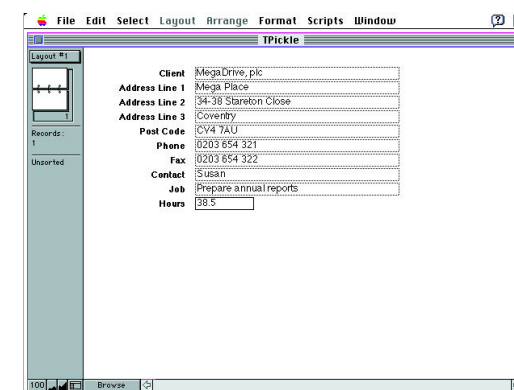 File Edit Select Layout Arrange Format Scripts Window
TPickle
Layout #1
1
Records:
1
Unsorted
Client MegaDrive, plc
Address Line 1 Mega Place
Address Line 2 34-38 Stareton Close
Address Line 3 Coventry
Post Code CV4 7AU
Phone 0203 654 321
Fax 0203 654 322
Contact Susan
Job Prepare annual reports
Hours 38.5
100 Browse